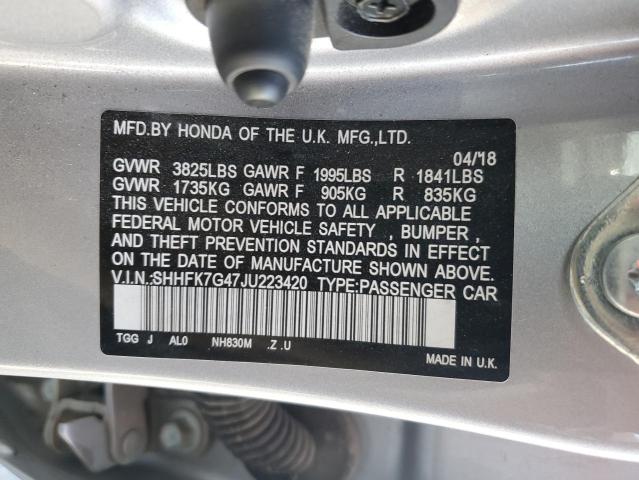 MFD.BY HONDA OF THE U.K. MFG.,LTD.
04/18
GVWR 3825LBS GAWR F 1995LBS R 1841LBS
GVWR 1735KG GAWR F 905KG R 835KG
THIS VEHICLE CONFORMS TO ALL APPLICABLE
FEDERAL MOTOR VEHICLE SAFETY , BUMPER ,
AND THEFT PREVENTION STANDARDS IN EFFECT
ON THE DATE OF MANUFACTURE SHOWN ABOVE.
V.I.N.:SHHFK7G47JU223420 TYPE:PASSENGER CAR
TGG J AL0 NH830M .Z .U
MADE IN U.K.